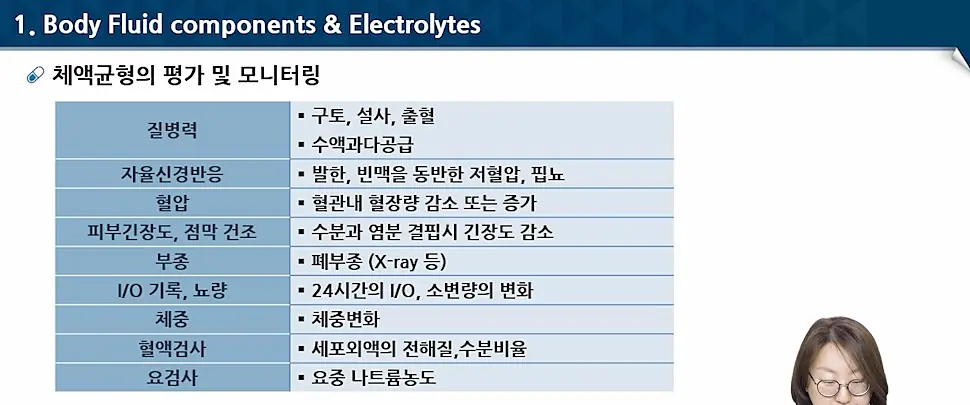 1. Body Fluid components & Electrolytes
체액균형의 평가 및 모니터링
질병력
▪ 구토, 설사, 출혈
▪ 수액과다공급
자율신경반응
▪ 발한, 빈맥을 동반한 저혈압, 핍뇨
혈압
▪ 혈관내 혈장량 감소 또는 증가
피부긴장도, 점막 건조
▪ 수분과 염분 결핍시 긴장도 감소
부종
▪ 폐부종 (X-ray 등)
I/O 기록, 뇨량
▪ 24시간의 I/O, 소변량의 변화
체중
▪ 체중변화
혈액검사
▪ 세포외액의 전해질,수분비율
요검사
▪ 요중 나트륨농도